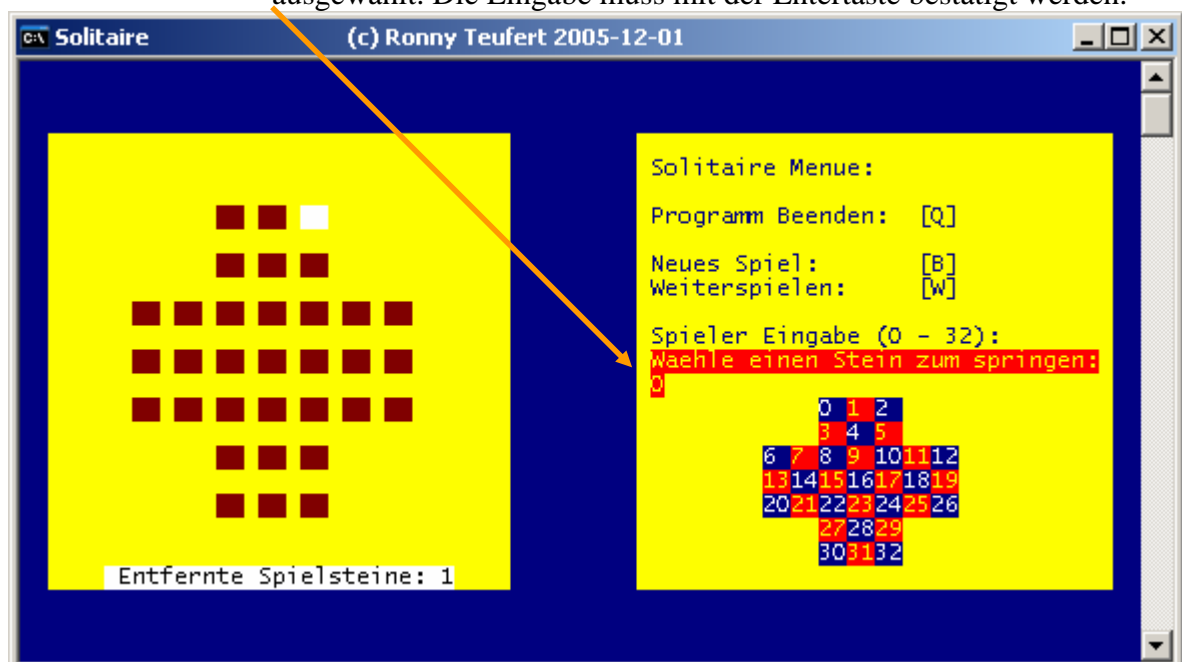 ausgewählt. Die Eingabe muss mit der Entertaste bestätigt werden.
C:\ Solitaire (c) Ronny Teufert 2005-12-01
Solitaire Menue:
Programm Beenden: [Q]
Neues Spiel: [B]
Weiterspielen: [W]
Spieler Eingabe (0 - 32):
Waehle einen Stein zum springen:
0
0 1 2
3 4 5
6 7 8 9 10 11 12
13 14 15 16 17 18 19
20 21 22 23 24 25 26
27 28 29
30 31 32
Entfernte Spielsteine: 1